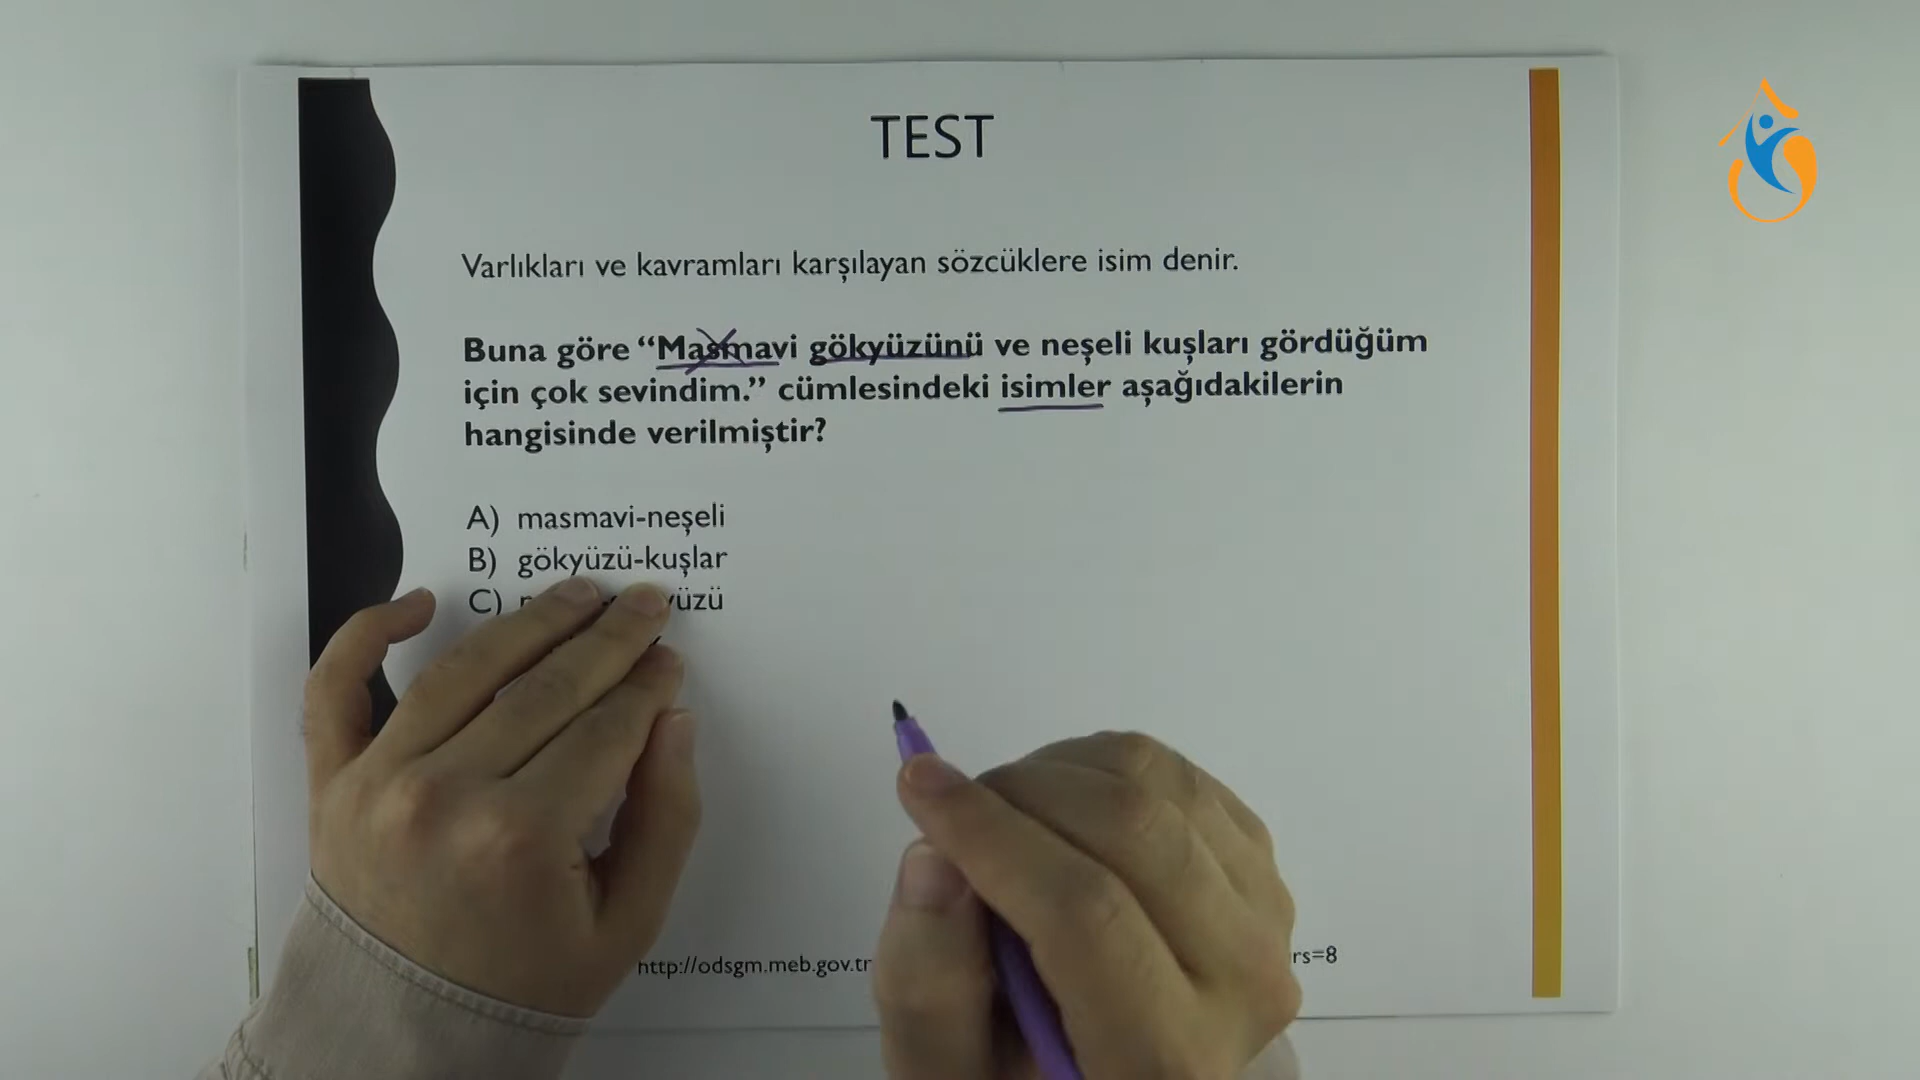 TEST
Varlıkları ve kavramları karşılayan sözcüklere isim denir.
Buna göre “Masmavi gökyüzünü ve neşeli kuşları gördüğüm
için çok sevindim.” cümlesindeki isimler aşağıdakilerin
hangisinde verilmiştir?
A) masmavi-neşeli
B) gökyüzü-kuşlar
C)
http://odsgm.meb.gov.tr
rs=8